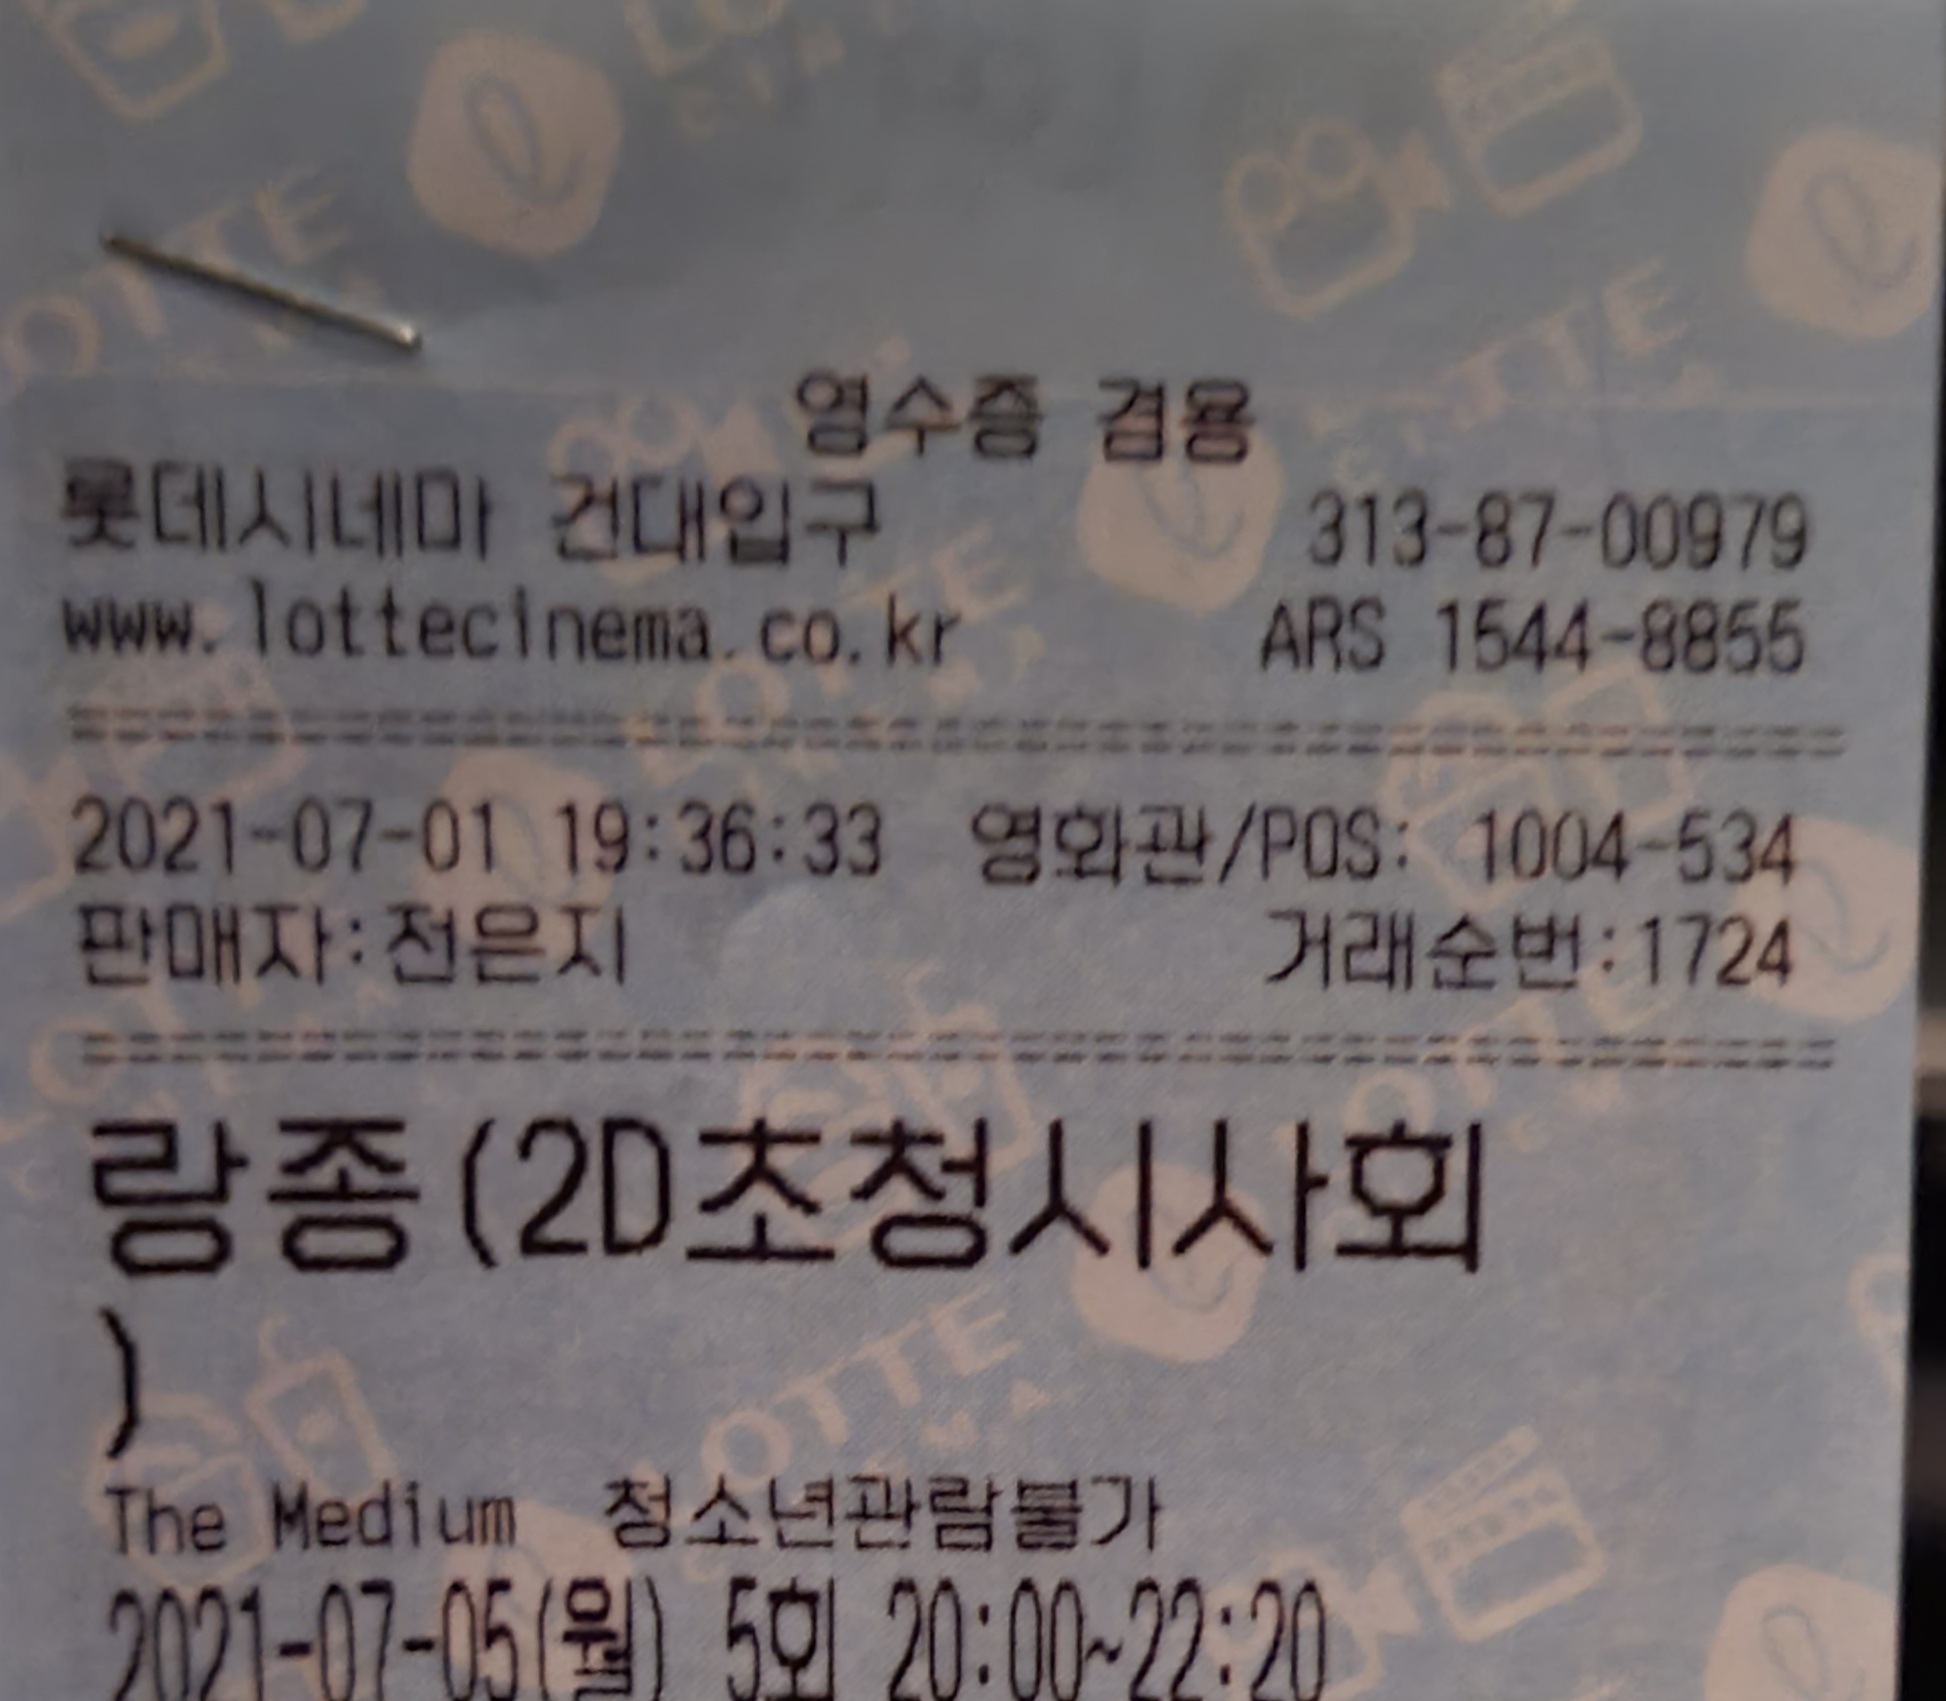 영수증 겸용
롯데시네마 건대입구 313-87-00979
www.lottecinema.co.kr ARS 1544-8855
2021-07-01 19:36:33 영화관/POS: 1004-534
판매자:전은지 거래순번:1724
랑종(2D초청시사회
)
The Medium 청소년관람불가
2021-07-05(월) 5회 20:00~22:20